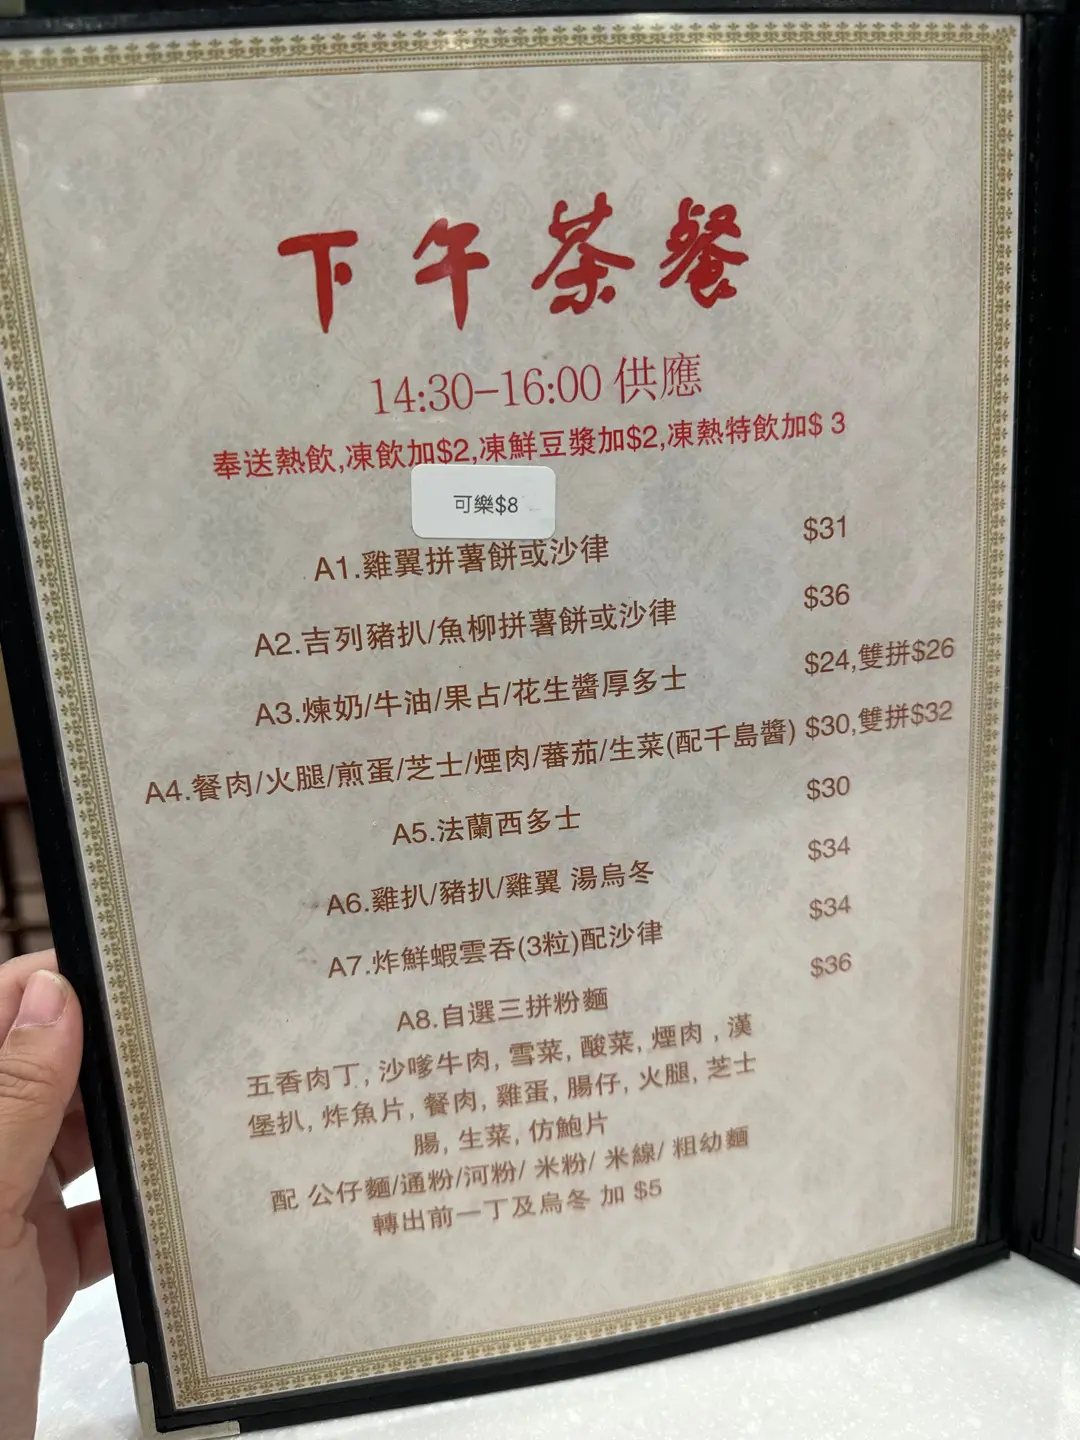 下午茶餐
14:30-16:00 供應
奉送熱飲,凍飲加$2,凍鮮豆漿加$2,凍熱特飲加$ 3
可樂$8
A1.雞翼拼薯餅或沙律 $31
A2.吉列豬扒/魚柳拼薯餅或沙律 $36
A3.煉奶/牛油/果占/花生醬厚多士 $24,雙拼$26
A4.餐肉/火腿/煎蛋/芝士/煙肉/蕃茄/生菜(配千島醬) $30,雙拼$32
A5.法蘭西多士 $30
A6.雞扒/豬扒/雞翼 湯烏冬 $34
A7.炸鮮蝦雲吞(3粒)配沙律 $34
A8.自選三拼粉麵 $36
五香肉丁, 沙嗲牛肉, 雪菜, 酸菜, 煙肉 , 漢
堡扒, 炸魚片, 餐肉, 雞蛋, 腸仔, 火腿, 芝士
腸, 生菜, 仿鮑片
配 公仔麵/通粉/河粉/ 米粉/ 米線/ 粗幼麵
轉出前一丁及烏冬 加 $5